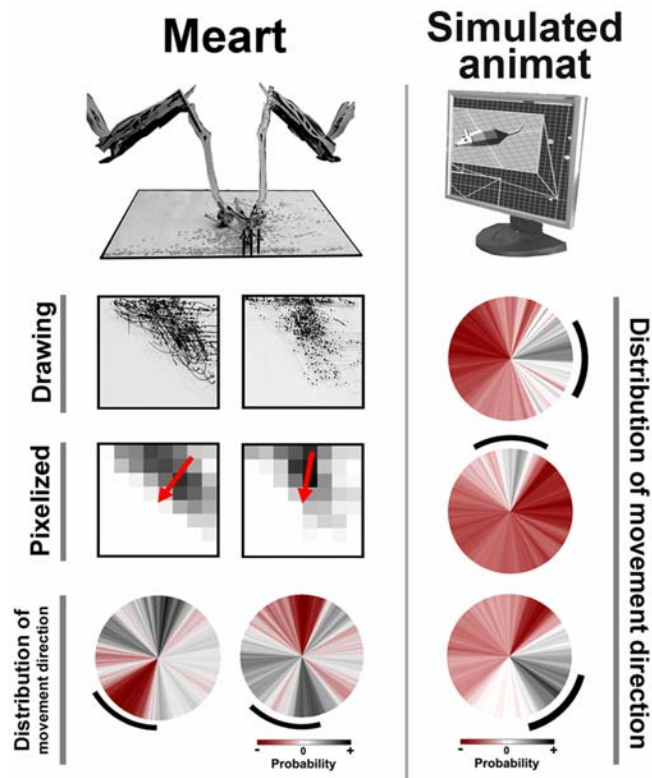 Meart
Simulated
animat
Drawing
Pixelized
Distribution of
movement direction
Distribution of movement direction
- 0 +
Probability
- 0 +
Probability